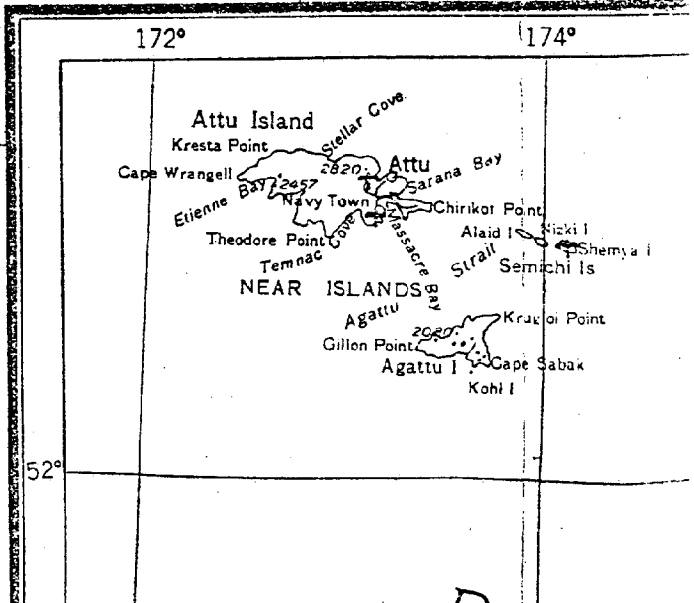 172° 174°
Attu Island
Stellar Cove
Kresta Point
2820
Attu
Cape Wrangell
Sarana Bay
2457
Etienne Bay
Navy Town
Chirikot Point
Alaid I
Nizki I
Theodore Point
Temnac Cove
Massacre Bay
Shemya I
Strait
Semichi Is
NEAR ISLANDS
Agattu
Krugloi Point
2020
Gillon Point
Cape Sabak
Agattu I
Kohl I
52°